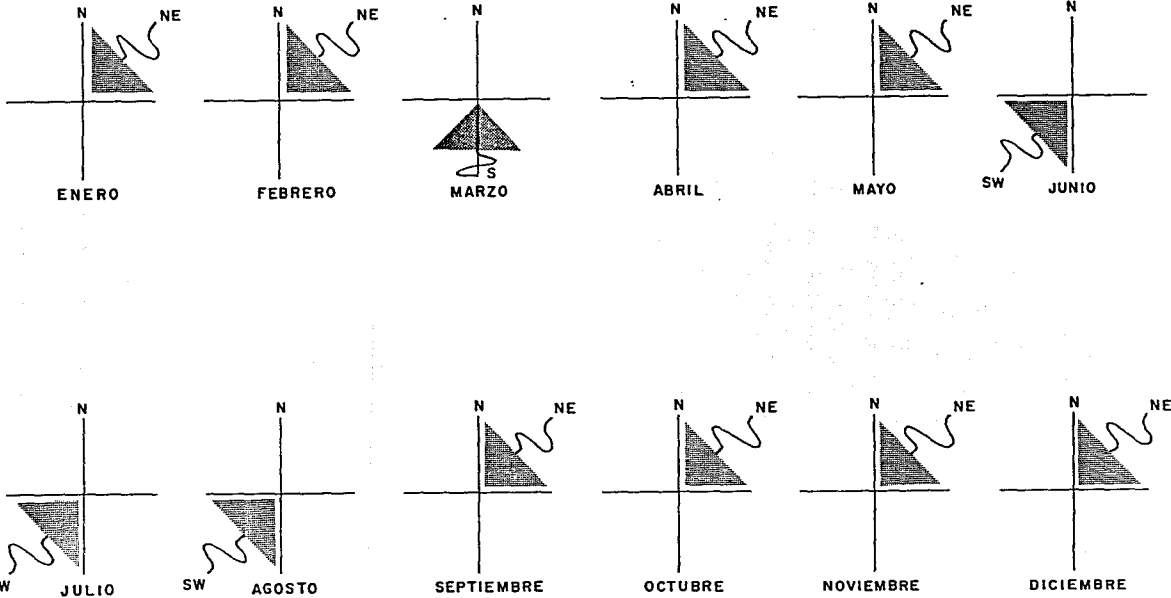 N NE
ENERO
N NE
FEBRERO
N
S
MARZO
N NE
ABRIL
N NE
MAYO
N
SW
JUNIO
N
W
JULIO
N
SW
AGOSTO
N NE
SEPTIEMBRE
N NE
OCTUBRE
N NE
NOVIEMBRE
N NE
DICIEMBRE